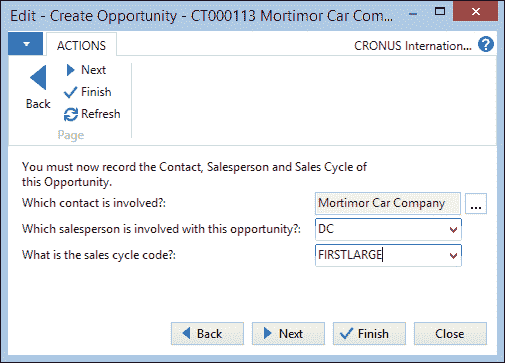 Edit - Create Opportunity - CT000113 Mortimor Car Com...
ACTIONS
CRONUS Internation...
Back
Next
Finish
Refresh
Page
You must now record the Contact, Salesperson and Sales Cycle of
this Opportunity.
Which contact is involved?: Mortimor Car Company ...
Which salesperson is involved with this opportunity?: DC
What is the sales cycle code?: FIRSTLARGE
Back Next Finish Close